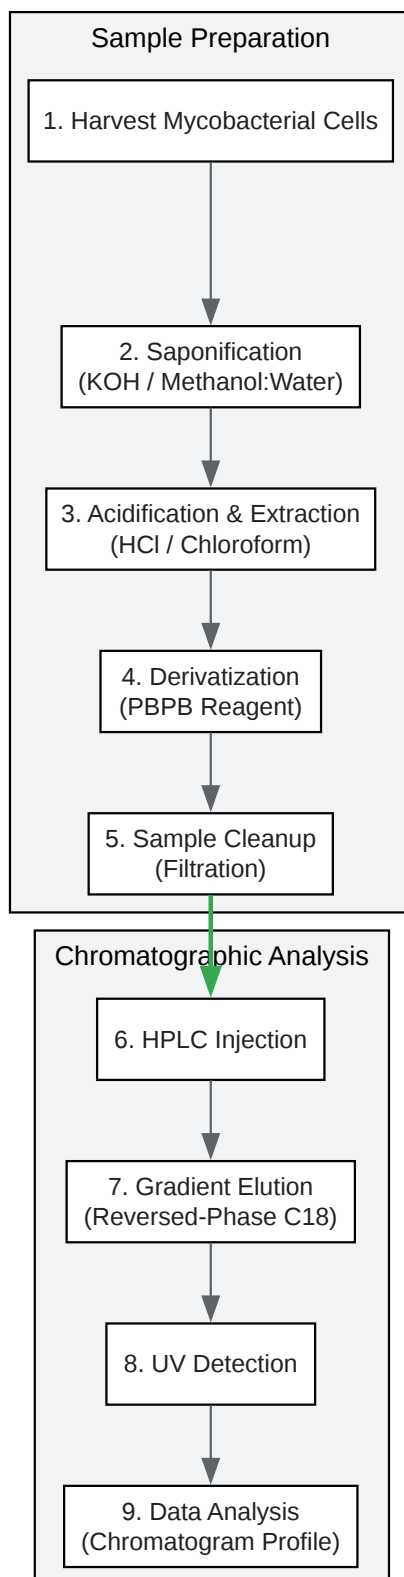 Sample Preparation
1. Harvest Mycobacterial Cells
2. Saponification
(KOH / Methanol:Water)
3. Acidification & Extraction
(HCl / Chloroform)
4. Derivatization
(PBPB Reagent)
5. Sample Cleanup
(Filtration)
Chromatographic Analysis
6. HPLC Injection
7. Gradient Elution
(Reversed-Phase C18)
8. UV Detection
9. Data Analysis
(Chromatogram Profile)